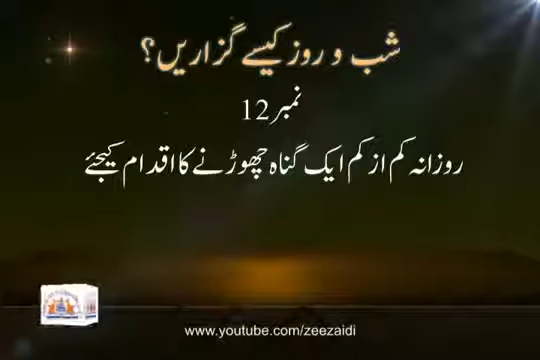 شب و روز کیسے گزاریں؟
نمبر 12
روزانہ کم از کم ایک گناہ چھوڑنے کا اقدام کیجئے
www.youtube.com/zeezaidi